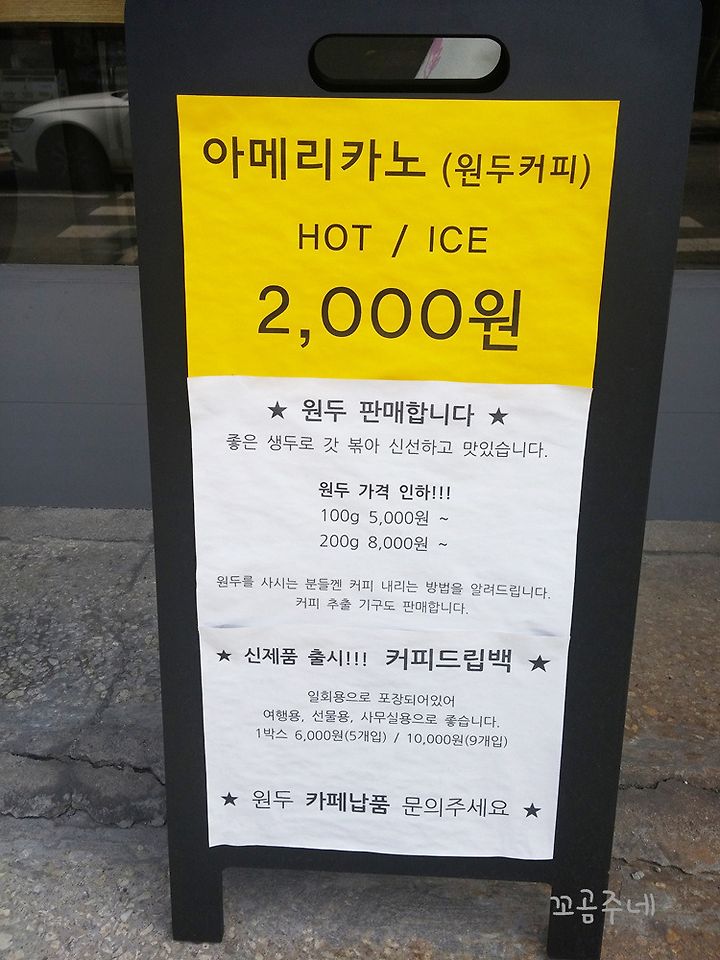 아메리카노 (원두커피)
HOT / ICE
2,000원
★ 원두 판매합니다 ★
좋은 생두로 갓 볶아 신선하고 맛있습니다.
원두 가격 인하!!!
100g 5,000원 ~
200g 8,000원 ~
원두를 사시는 분들껜 커피 내리는 방법을 알려드립니다.
커피 추출 기구도 판매합니다.
★ 신제품 출시!!! 커피드립백 ★
일회용으로 포장되어있어
여행용, 선물용, 사무실용으로 좋습니다.
1박스 6,000원(5개입) / 10,000원(9개입)
★ 원두 카페납품 문의주세요 ★
꼬곰주네